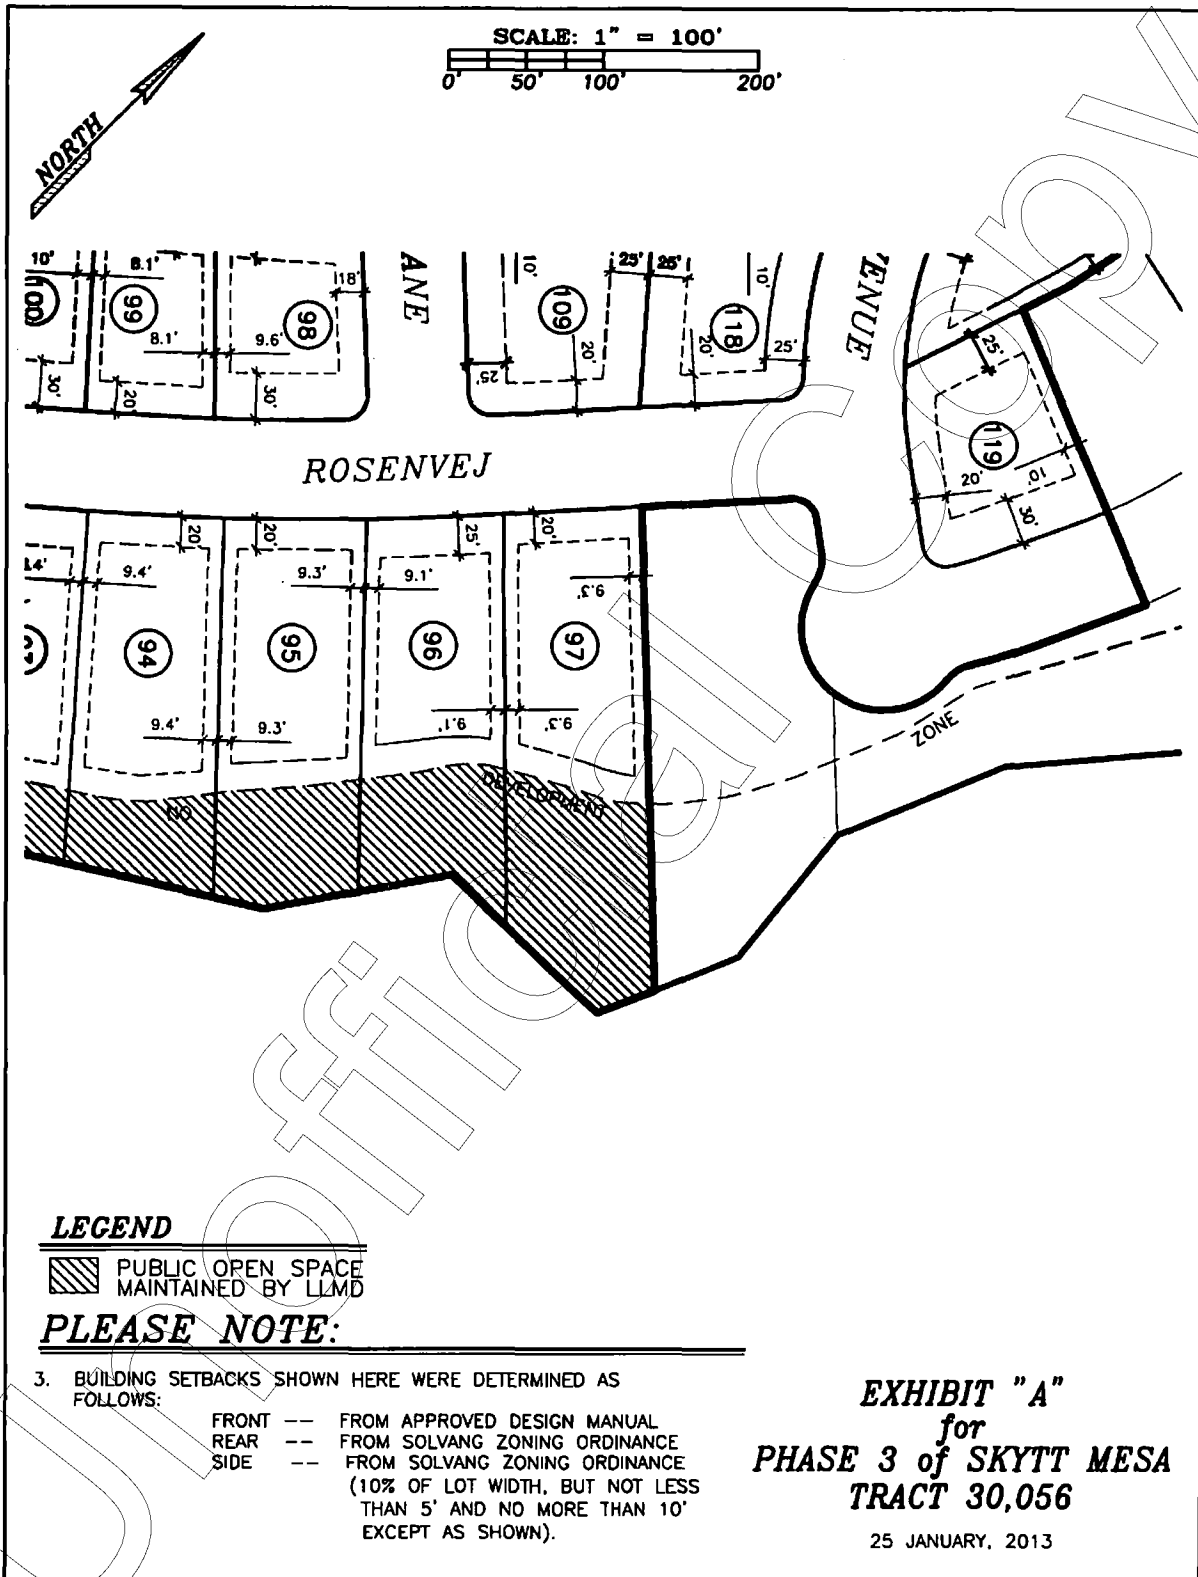 SCALE: 1" = 100'
0' 50' 100' 200'
NORTH
10' 8.1' 18' ANE 10' 25' 25' 10' VENUE
100 99 98 109 118 25'
8.1' 9.6' 20' 20' 25'
30' 20' 30' 25' 119
20' 10'
30'
ROSENVEJ
20' 20' 25' 20'
.4' 9.4' 9.3' 9.1' 9.3'
94 95 96 97
9.4' 9.3' 9.1' 9.3'
ZONE
NO DEVELOPMENT
LEGEND
PUBLIC OPEN SPACE
MAINTAINED BY LLMD
PLEASE NOTE:
3. BUILDING SETBACKS SHOWN HERE WERE DETERMINED AS
FOLLOWS:
FRONT -- FROM APPROVED DESIGN MANUAL
REAR -- FROM SOLVANG ZONING ORDINANCE
SIDE -- FROM SOLVANG ZONING ORDINANCE
(10% OF LOT WIDTH, BUT NOT LESS
THAN 5' AND NO MORE THAN 10'
EXCEPT AS SHOWN).
EXHIBIT "A"
for
PHASE 3 of SKYTT MESA
TRACT 30,056
25 JANUARY, 2013
Unofficial Copy